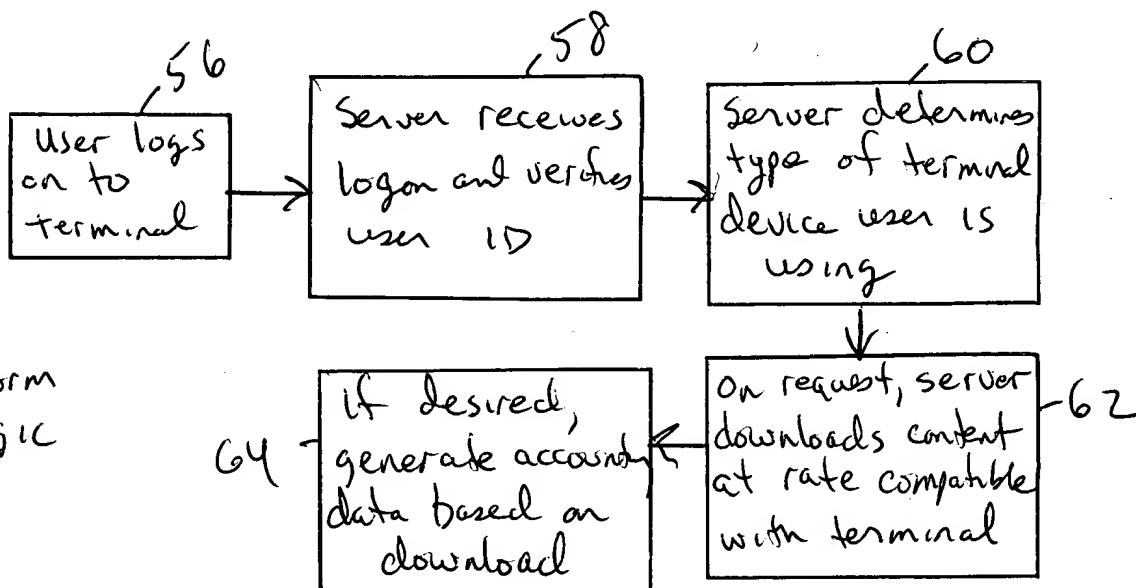 56
User logs
on to
terminal
58
Server receives
logon and verifies
user ID
60
Server determines
type of terminal
device user is
using
62
On request, server
downloads content
at rate compatible
with terminal
64
if desired,
generate accounting
data based on
download